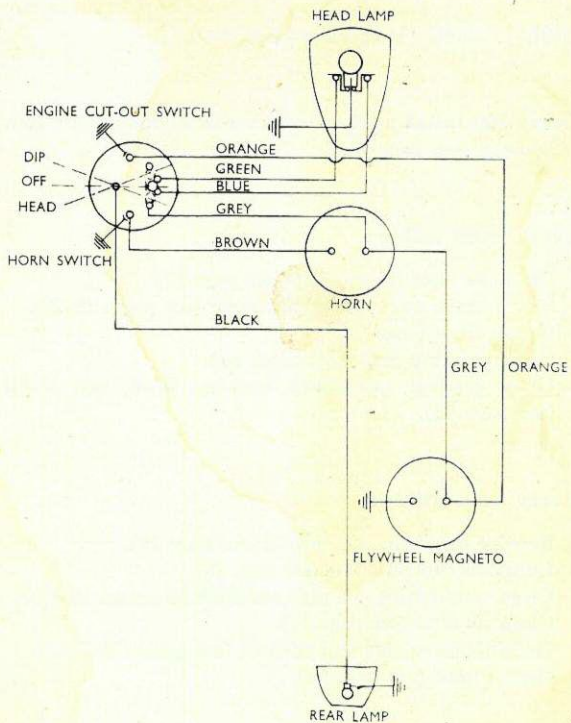 HEAD LAMP
ENGINE CUT-OUT SWITCH
ORANGE
DIP
GREEN
OFF
BLUE
HEAD
GREY
BROWN
HORN SWITCH
HORN
BLACK
GREY ORANGE
FLYWHEEL MAGNETO
REAR LAMP